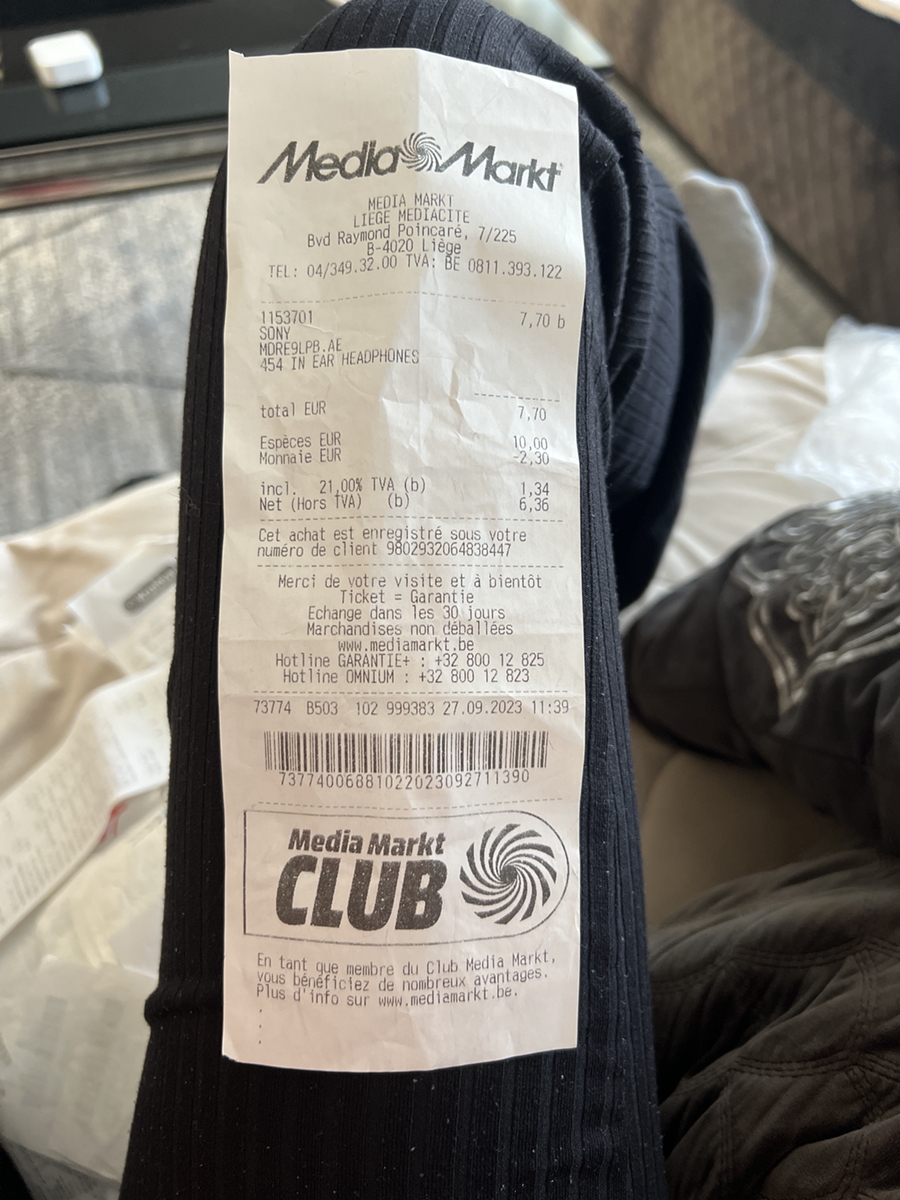 Media Markt
MEDIA MARKT
LIEGE MEDIACITE
Bvd Raymond Poincaré, 7/225
B-4020 Liège
TEL: 04/349.32.00 TVA: BE 0811.393.122
1153701 7,70 b
SONY
MDRE9LPB.AE
454 IN EAR HEADPHONES
total EUR 7,70
Espèces EUR 10,00
Monnaie EUR -2,30
incl. 21,00% TVA (b) 1,34
Net (Hors TVA) (b) 6,36
Cet achat est enregistré sous votre
numéro de client 9802932064838447
Merci de votre visite et à bientôt
Ticket = Garantie
Echange dans les 30 jours
Marchandises non déballées
www.mediamarkt.be
Hotline GARANTIE+ : +32 800 12 825
Hotline OMNIUM : +32 800 12 823
73774 B503 102 999383 27.09.2023 11:39
7377400688102202309271139​0
Media Markt
CLUB
En tant que membre du Club Media Markt,
vous bénéficiez de nombreux avantages.
Plus d'info sur www.mediamarkt.be.